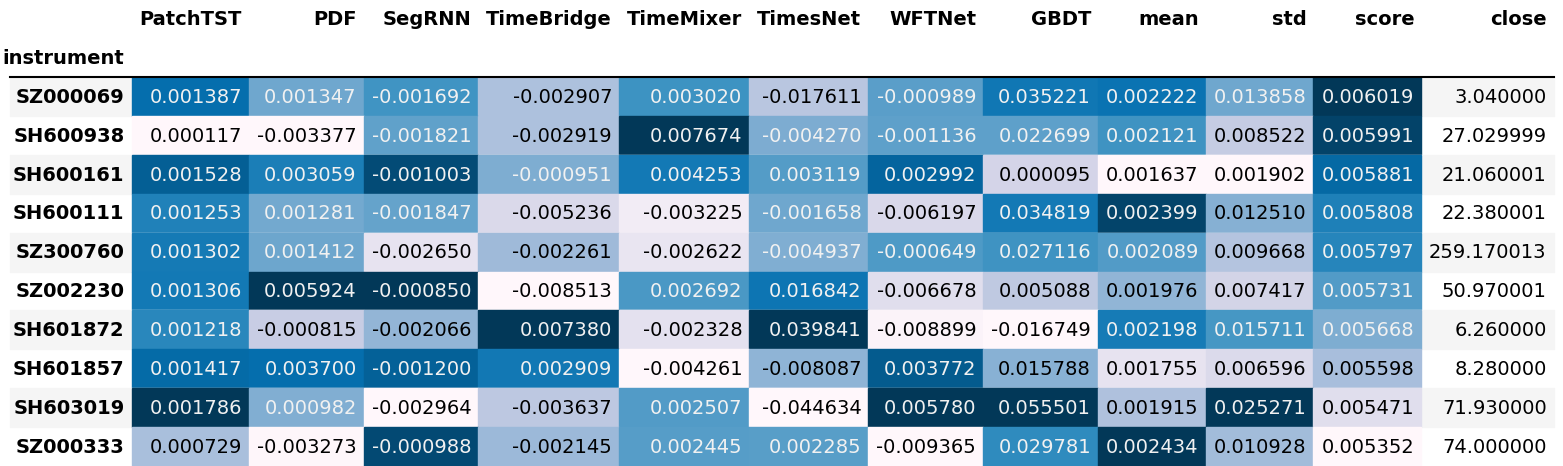 PatchTST PDF SegRNN TimeBridge TimeMixer TimesNet WFTNet GBDT mean std score close
instrument
SZ000069 0.001387 0.001347 -0.001692 -0.002907 0.003020 -0.017611 -0.000989 0.035221 0.002222 0.013858 0.006019 3.040000
SH600938 0.000117 -0.003377 -0.001821 -0.002919 0.007674 -0.004270 -0.001136 0.022699 0.002121 0.008522 0.005991 27.029999
SH600161 0.001528 0.003059 -0.001003 -0.000951 0.004253 0.003119 0.002992 0.000095 0.001637 0.001902 0.005881 21.060001
SH600111 0.001253 0.001281 -0.001847 -0.005236 -0.003225 -0.001658 -0.006197 0.034819 0.002399 0.012510 0.005808 22.380001
SZ300760 0.001302 0.001412 -0.002650 -0.002261 -0.002622 -0.004937 -0.000649 0.027116 0.002089 0.009668 0.005797 259.170013
SZ002230 0.001306 0.005924 -0.000850 -0.008513 0.002692 0.016842 -0.006678 0.005088 0.001976 0.007417 0.005731 50.970001
SH601872 0.001218 -0.000815 -0.002066 0.007380 -0.002328 0.039841 -0.008899 -0.016749 0.002198 0.015711 0.005668 6.260000
SH601857 0.001417 0.003700 -0.001200 0.002909 -0.004261 -0.008087 0.003772 0.015788 0.001755 0.006596 0.005598 8.280000
SH603019 0.001786 0.000982 -0.002964 -0.003637 0.002507 -0.044634 0.005780 0.055501 0.001915 0.025271 0.005471 71.930000
SZ000333 0.000729 -0.003273 -0.000988 -0.002145 0.002445 0.002285 -0.009365 0.029781 0.002434 0.010928 0.005352 74.000000